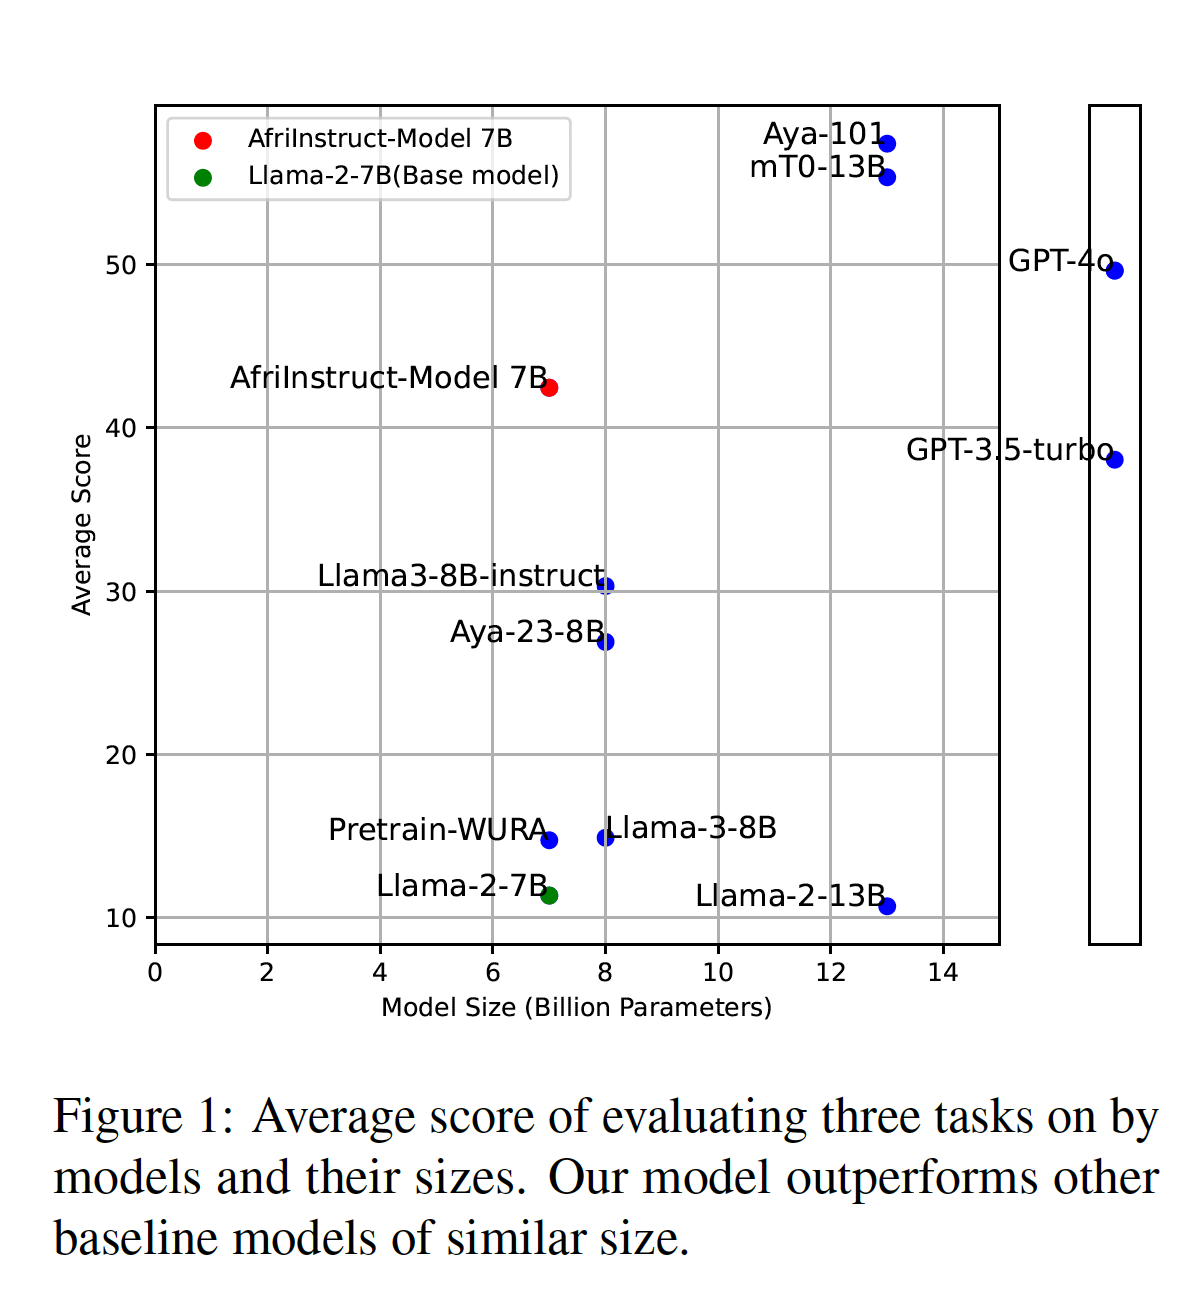 AfriInstruct-Model 7B
Llama-2-7B(Base model)
Aya-101
mT0-13B
GPT-4o
AfriInstruct-Model 7B
GPT-3.5-turbo
Llama3-8B-instruct
Aya-23-8B
Pretrain-WURA
Llama-3-8B
Llama-2-7B
Llama-2-13B
Average Score
50
40
30
20
10
0 2 4 6 8 10 12 14
Model Size (Billion Parameters)
Figure 1: Average score of evaluating three tasks on by
models and their sizes. Our model outperforms other
baseline models of similar size.